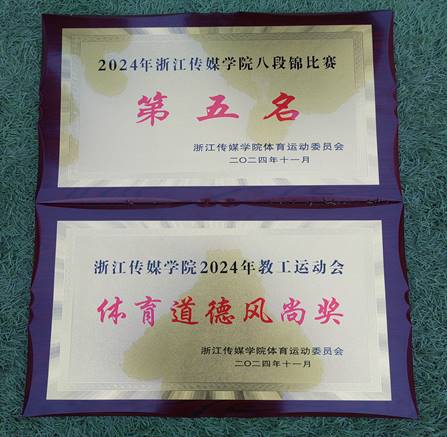 2024年浙江传媒学院八段锦比赛
第五名
浙江传媒学院体育运动委员会
二〇二四年十一月
浙江传媒学院2024年教工运动会
体育道德风尚奖
浙江传媒学院体育运动委员会
二〇二四年十一月